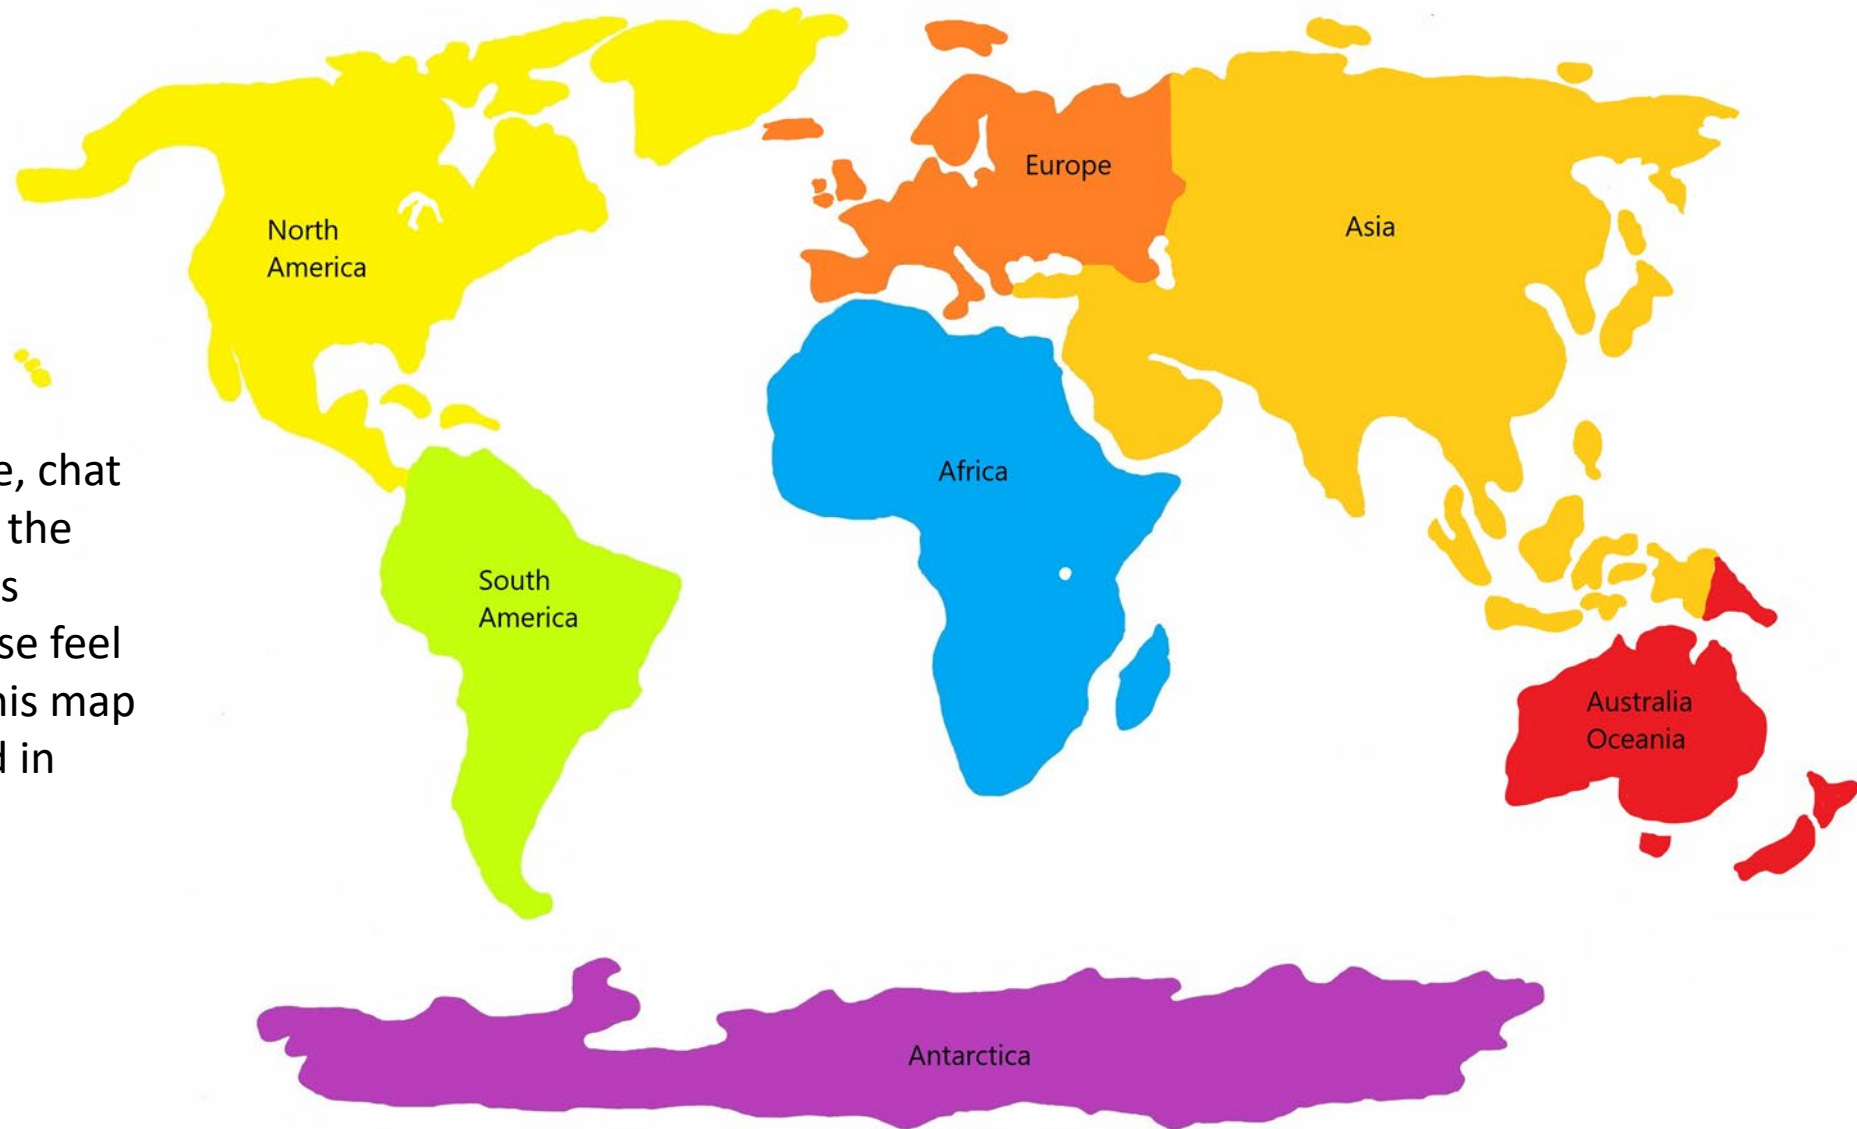 North
America
Europe
Asia
e, chat
the
s
Africa
se feel
South
America
his map
d in
Australia
Oceania
Antarctica